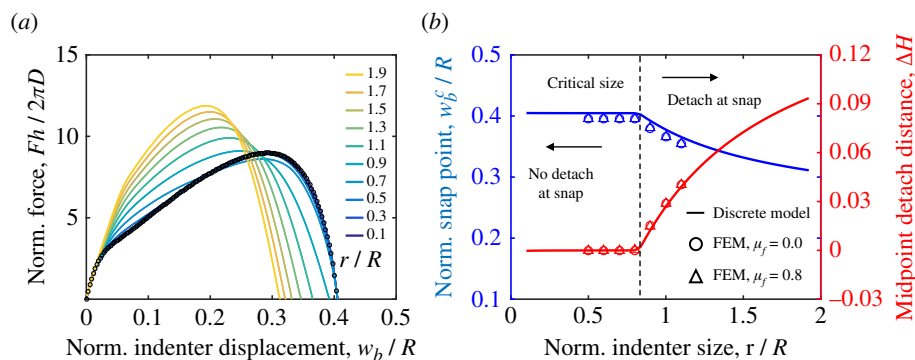 (a)
15
10
5
0
0.1
0.2
0.3
0.4
0.5
Norm. force, Fh / 2πD
Norm. indenter displacement, w_b / R
1.9
1.7
1.5
1.3
1.1
0.9
0.7
0.5
0.3
0.1
r / R
(b)
0.5
0.4
0.3
0.2
0.1
Norm. snap point, w_b^c / R
0
0.5
1
1.5
2
Norm. indenter size, r / R
0.12
0.09
0.06
0.03
0
−0.03
Midpoint detach distance, ΔH
Critical size
Detach at snap
No detach
at snap
Discrete model
FEM, μ_f = 0.0
FEM, μ_f = 0.8